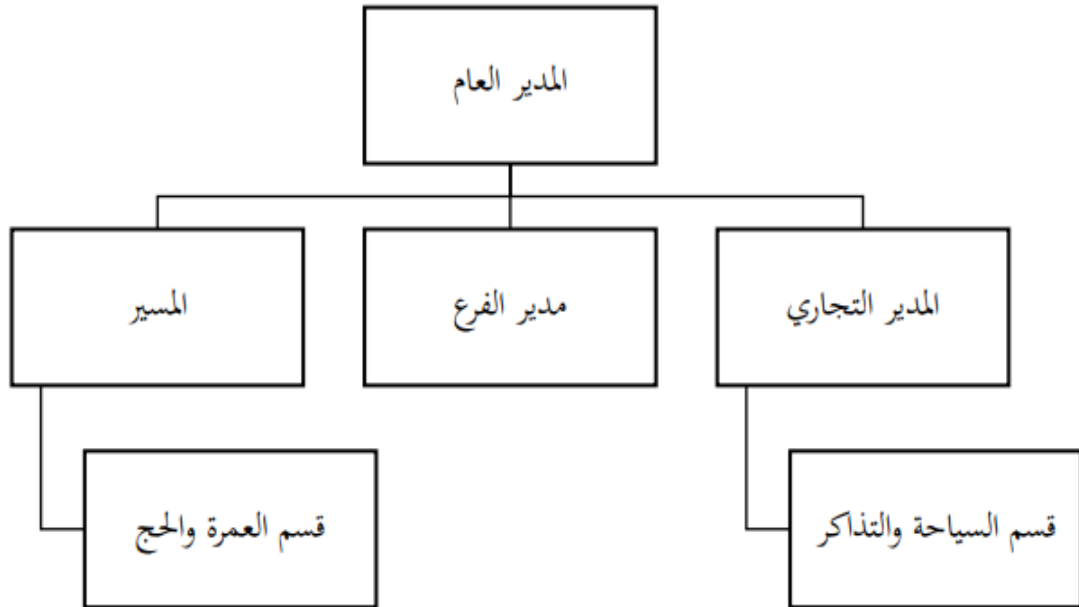 المدير العام
المدير التجاري
مدير الفرع
المسير
قسم السياحة والتذاكر
قسم العمرة والحج